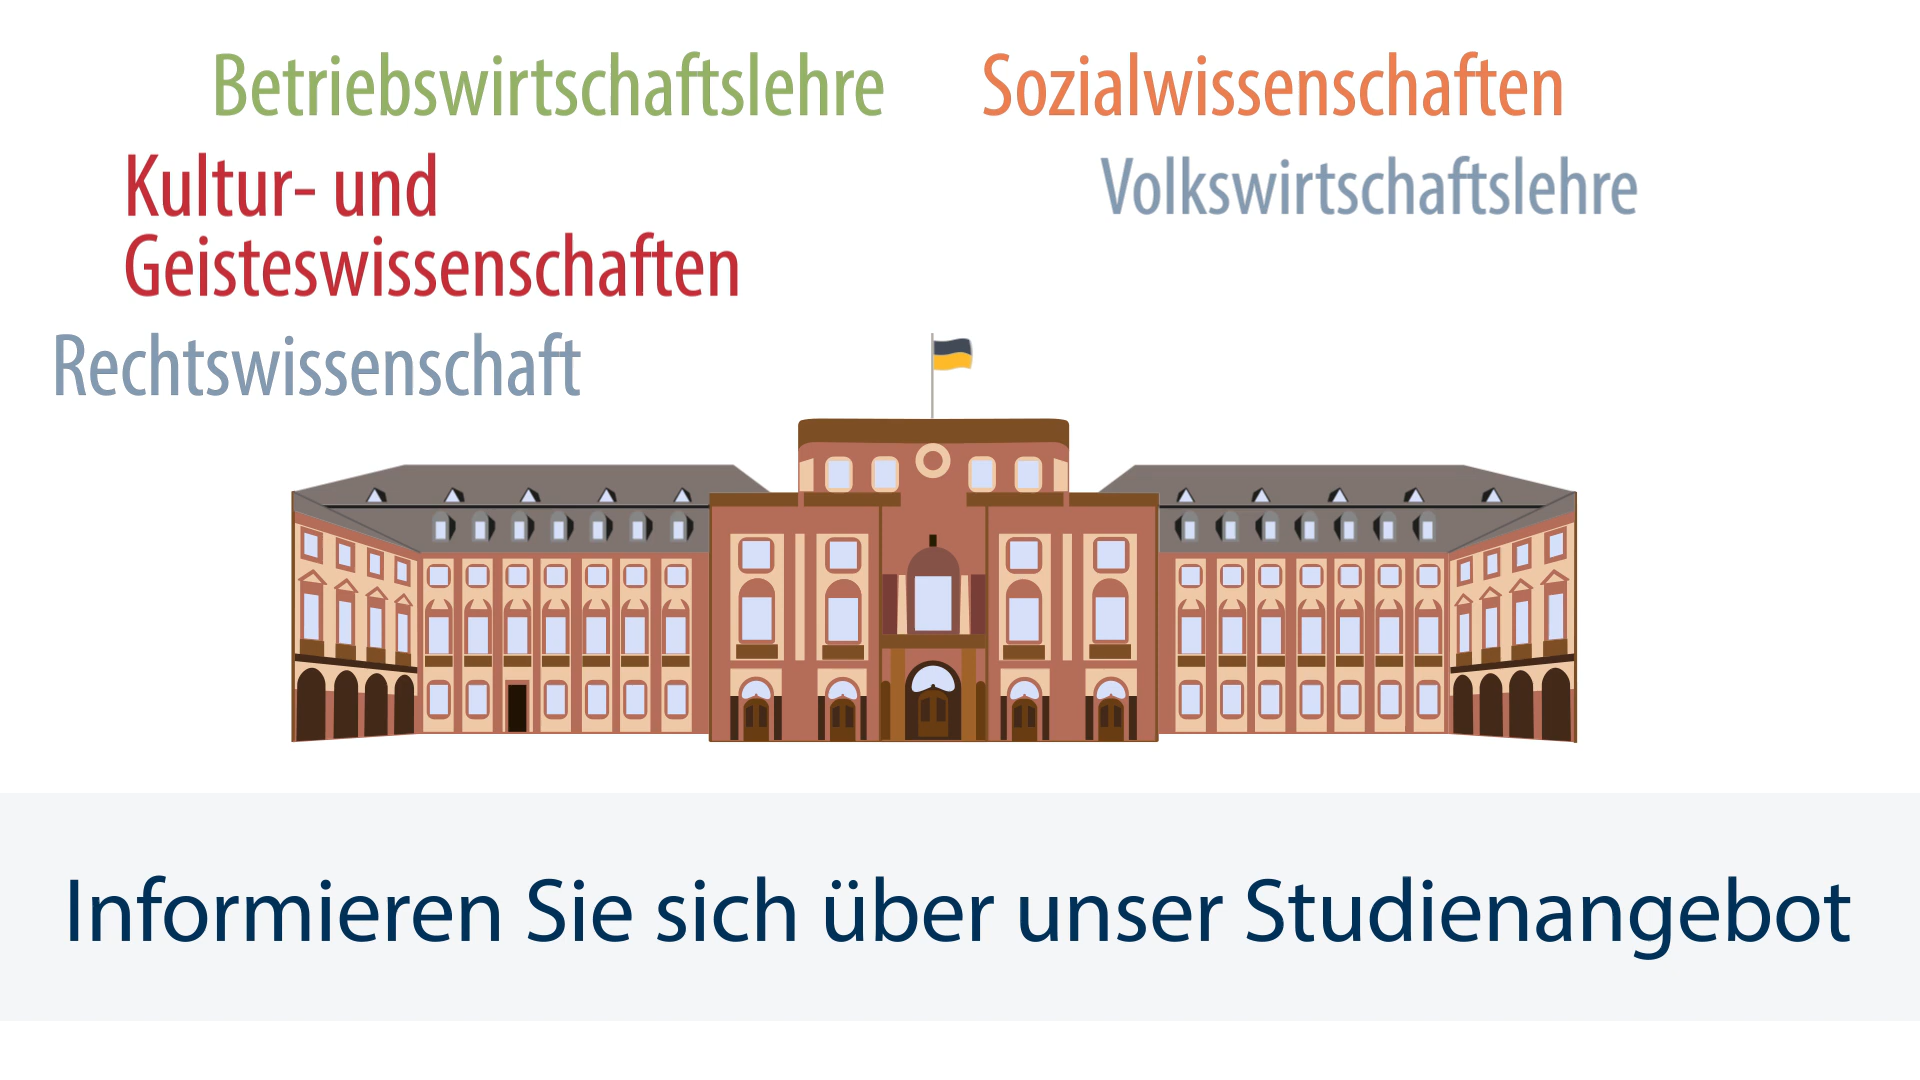 Betriebswirtschaftslehre
Sozialwissenschaften
Kultur- und
Geisteswissenschaften
Volkswirtschaftslehre
Rechtswissenschaft
Informieren Sie sich über unser Studienangebot